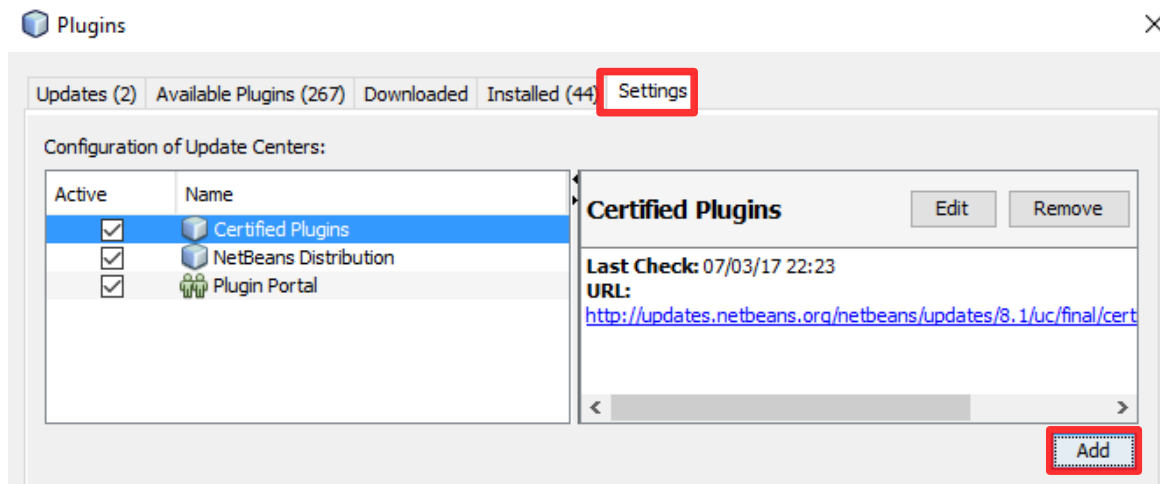 Plugins
Updates (2) Available Plugins (267) Downloaded Installed (44) Settings
Configuration of Update Centers:
Active Name
Certified Plugins
NetBeans Distribution
Plugin Portal
Certified Plugins Edit Remove
Last Check: 07/03/17 22:23
URL:
http://updates.netbeans.org/netbeans/updates/8.1/uc/final/cert
Add